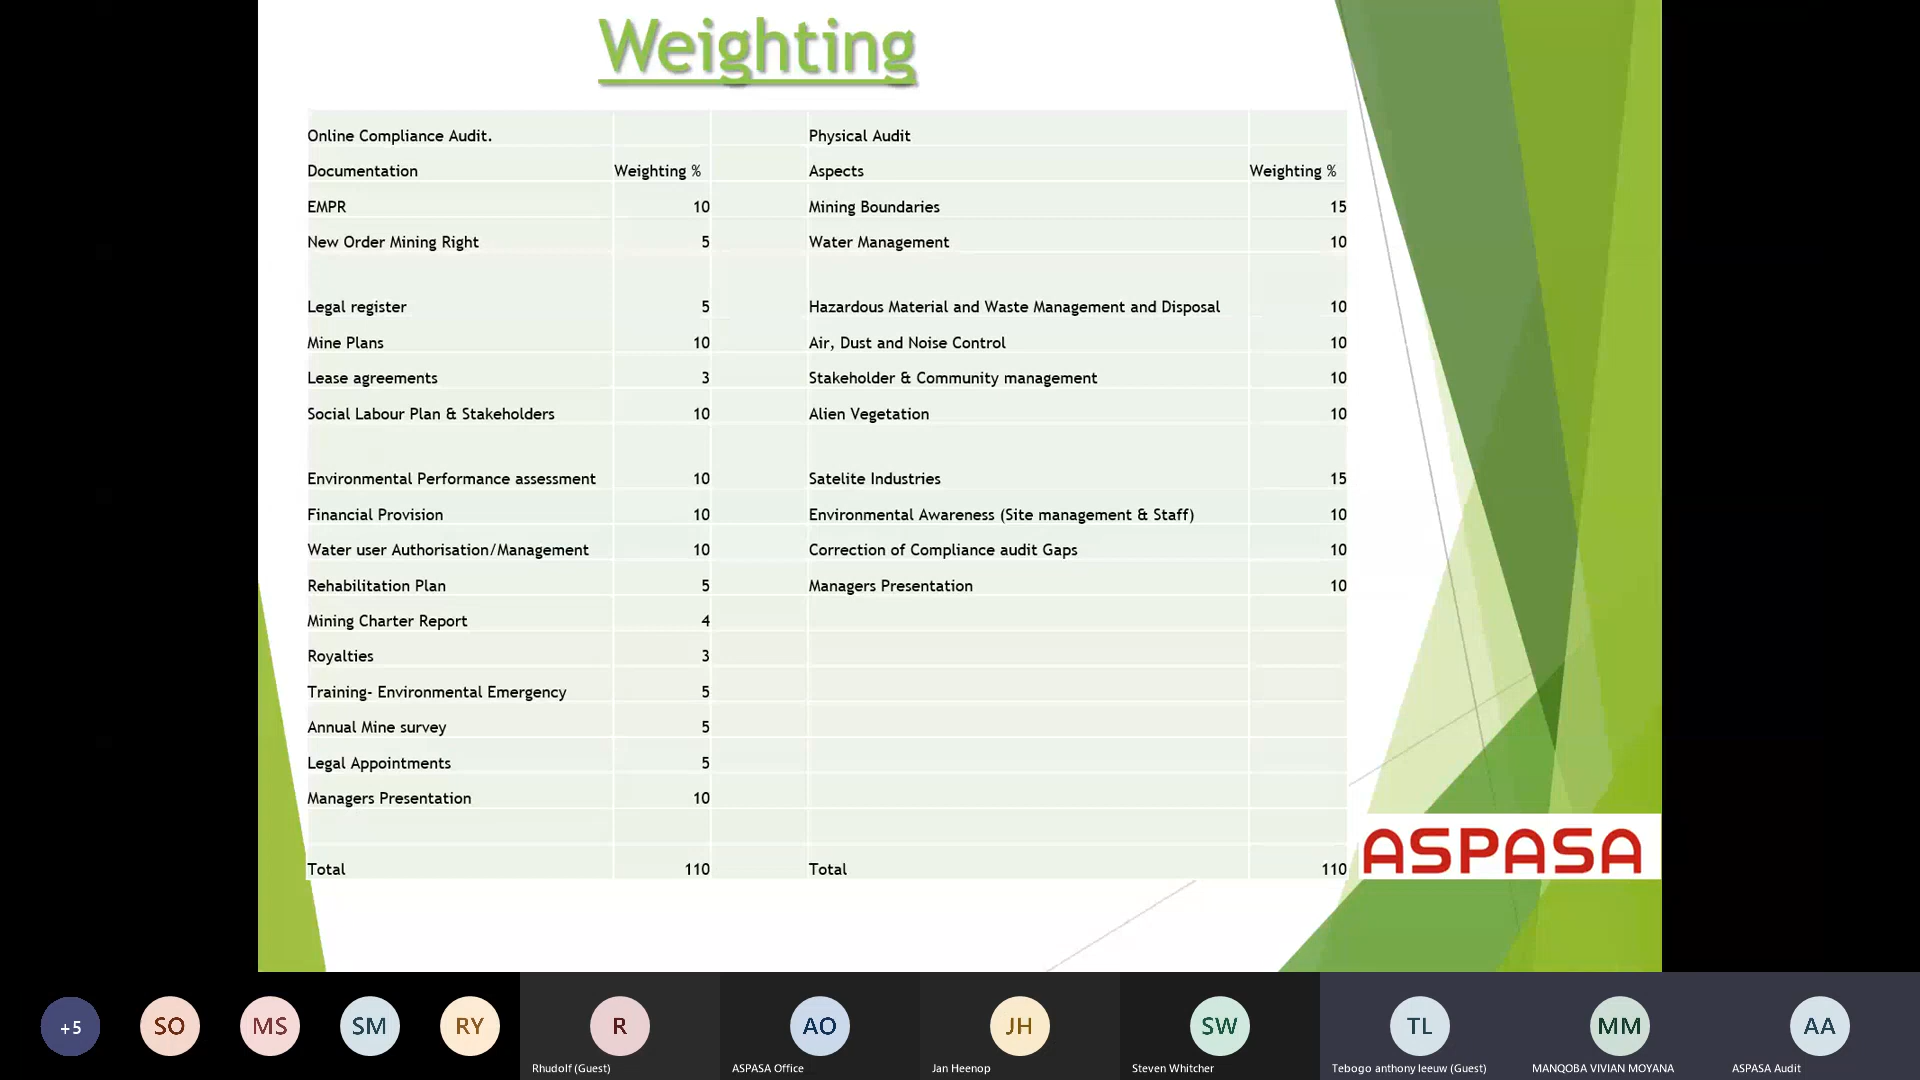 Weighting
Online Compliance Audit. Physical Audit
Documentation Weighting % Aspects Weighting %
EMPR 10 Mining Boundaries 15
New Order Mining Right 5 Water Management 10
Legal register 5 Hazardous Material and Waste Management and Disposal 10
Mine Plans 10 Air, Dust and Noise Control 10
Lease agreements 3 Stakeholder & Community management 10
Social Labour Plan & Stakeholders 10 Alien Vegetation 10
Environmental Performance assessment 10 Satelite Industries 15
Financial Provision 10 Environmental Awareness (Site management & Staff) 10
Water user Authorisation/Management 10 Correction of Compliance audit Gaps 10
Rehabilitation Plan 5 Managers Presentation 10
Mining Charter Report 4
Royalties 3
Training- Environmental Emergency 5
Annual Mine survey 5
Legal Appointments 5
Managers Presentation 10
Total 110 Total 110
ASPASA
+5 SO MS SM RY R AO JH SW TL MM AA
Rhudolf (Guest) ASPASA Office Jan Heenop Steven Whitcher Tebogo anthony leeuw (Guest) MANQOBA VIVIAN MOYANA ASPASA Audit